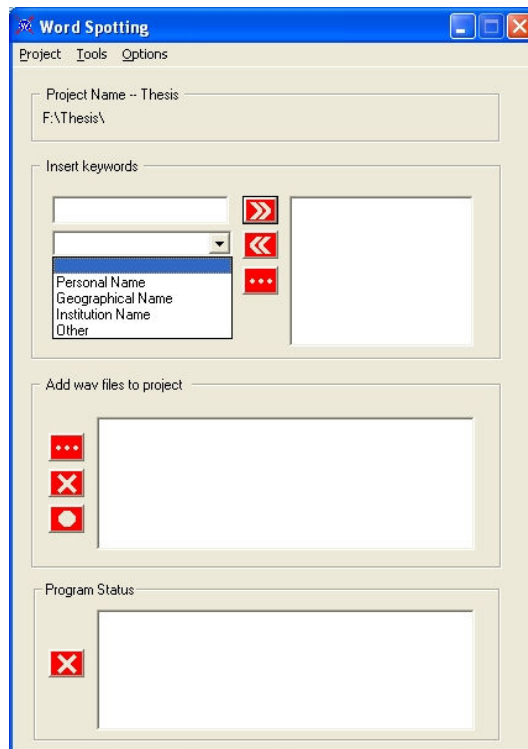 Word Spotting
Project Tools Options
Project Name -- Thesis
F:\Thesis\
Insert keywords
Personal Name
Geographical Name
Institution Name
Other
Add wav files to project
Program Status